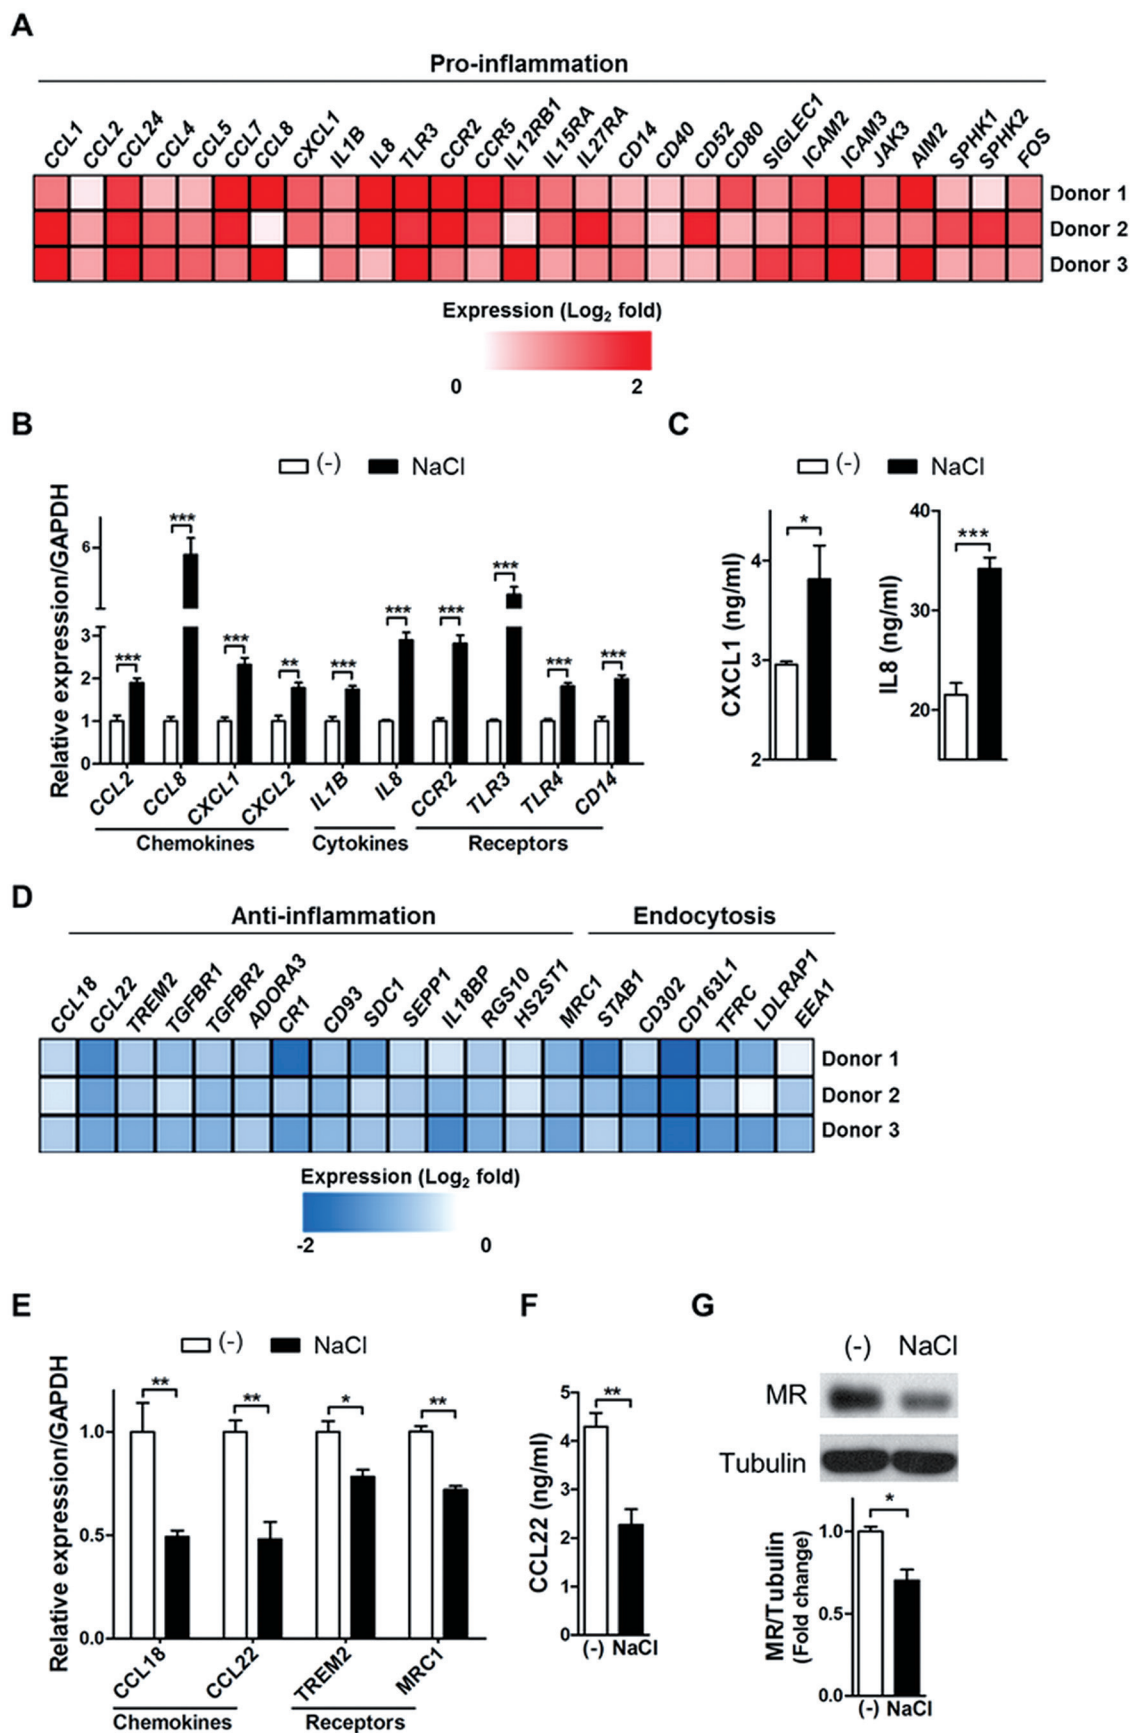 A
Pro-inflammation
CCL1 CCL2 CCL24 CCL4 CCL5 CCL7 CCL8 CXCL1 IL1B IL8 TLR3 CCR2 CCR5 IL12RB1 IL15RA IL27RA CD14 CD40 CD52 CD80 SIGLEC1 ICAM2 ICAM3 JAK3 AIM2 SPHK1 SPHK2 FOS
Donor 1
Donor 2
Donor 3
Expression (Log2 fold)
0 2
B
(-) NaCl
Relative expression/GAPDH
6
3
2
1
0
*** *** *** ** *** *** *** *** *** ***
CCL2 CCL8 CXCL1 CXCL2 IL1B IL8 CCR2 TLR3 TLR4 CD14
Chemokines Cytokines Receptors
C
(-) NaCl
CXCL1 (ng/ml)
4
3
2
*
IL8 (ng/ml)
40
30
20
***
D
Anti-inflammation Endocytosis
CCL18 CCL22 TREM2 TGFBR1 TGFBR2 ADORA3 CR1 CD93 SDC1 SEPP1 IL18BP RGS10 HS2ST1 MRC1 STAB1 CD302 CD163L1 TFRC LDLRAP1 EEA1
Donor 1
Donor 2
Donor 3
Expression (Log2 fold)
-2 0
E
(-) NaCl
Relative expression/GAPDH
1.0
0.5
0.0
** ** * **
CCL18 CCL22 TREM2 MRC1
Chemokines Receptors
F
CCL22 (ng/ml)
5
4
3
2
1
0
**
(-) NaCl
G
(-) NaCl
MR
Tubulin
MR/Tubulin
(Fold change)
1.0
0.5
0.0
*
(-) NaCl